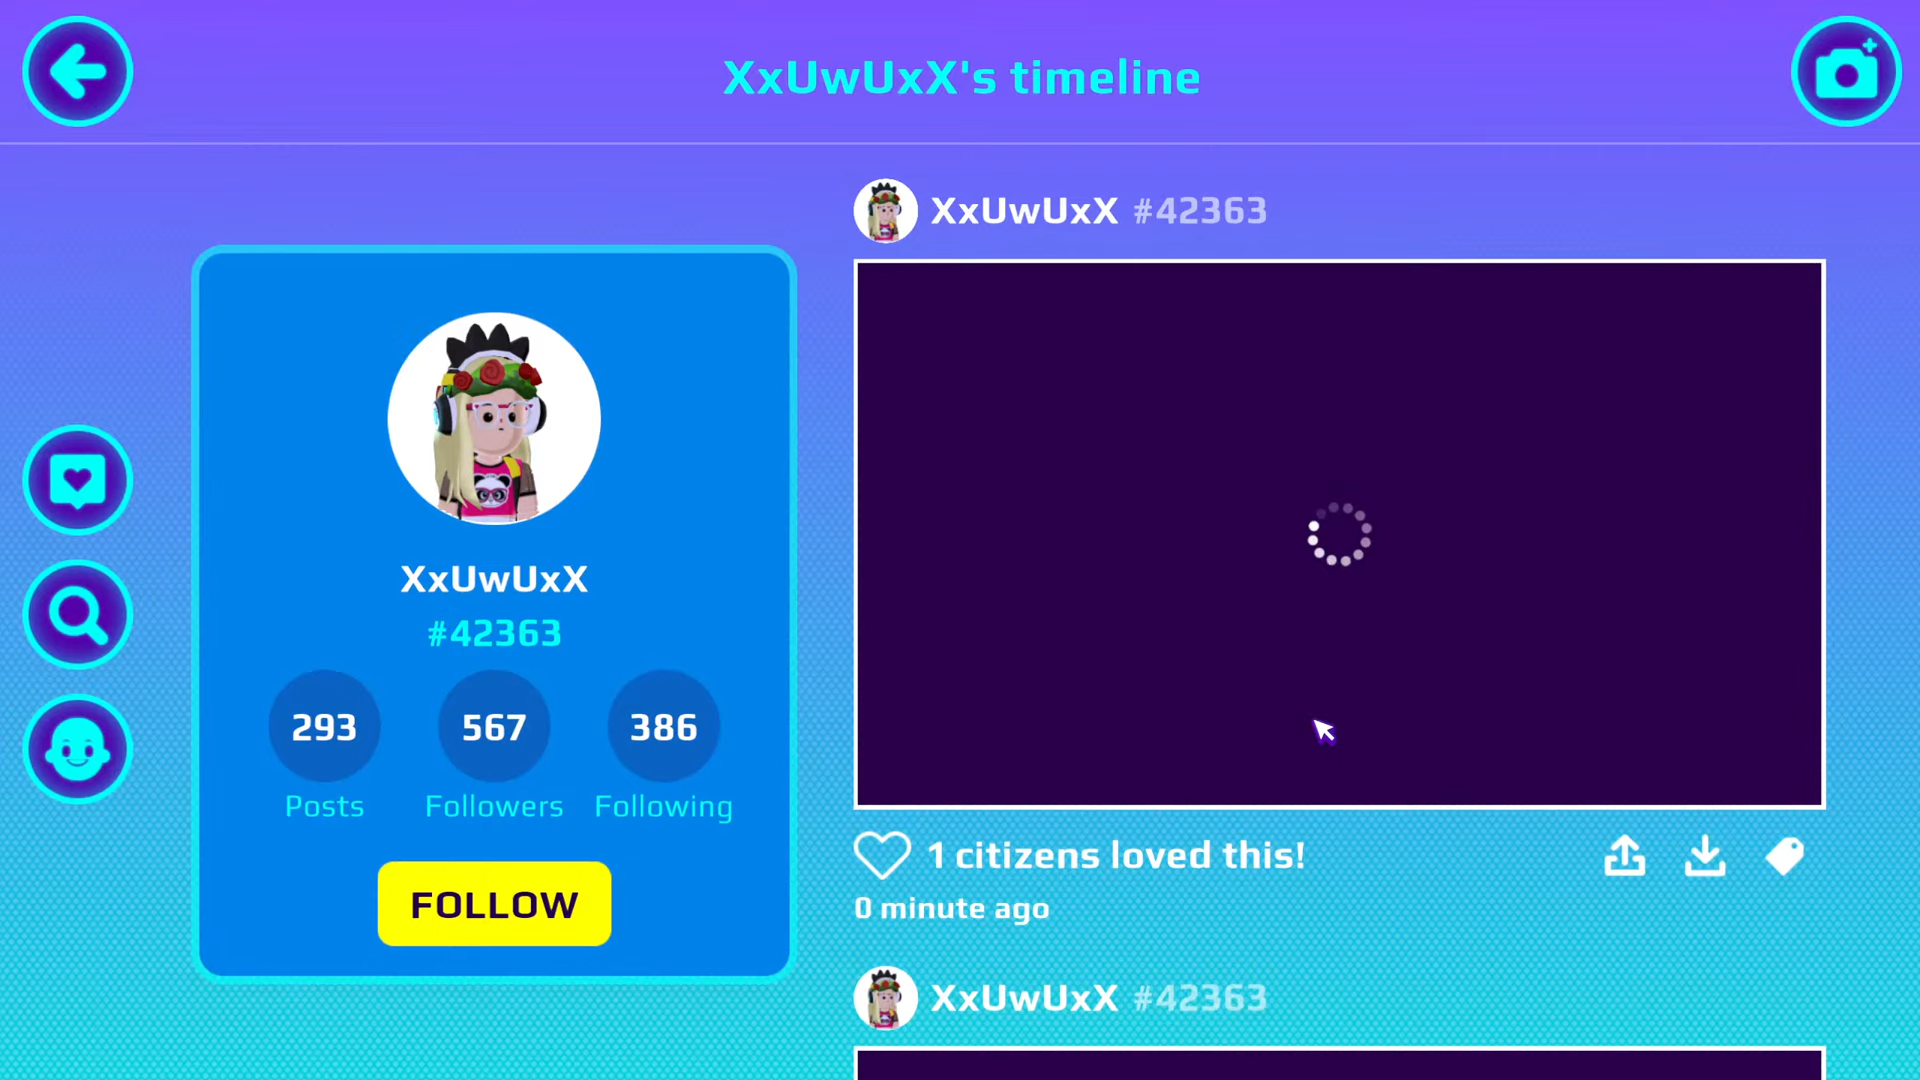 XxUwUxX's timeline
XxUwUxX #42363
XxUwUxX
#42363
293 567 386
Posts Followers Following
FOLLOW
1 citizens loved this!
0 minute ago
XxUwUxX #42363